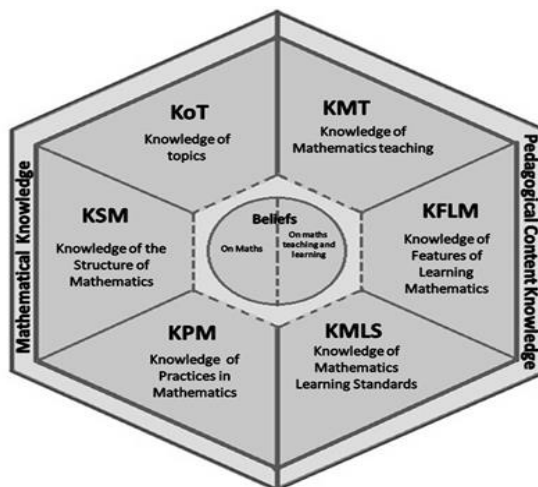 KoT
Knowledge of
topics
KMT
Knowledge of
Mathematics teaching
Mathematical Knowledge
KSM
Knowledge of the
Structure of
Mathematics
Beliefs
On Maths
On maths
teaching and
learning
KFLM
Knowledge of
Features of
Learning
Mathematics
Pedagogical Content Knowledge
KPM
Knowledge of
Practices in
Mathematics
KMLS
Knowledge of
Mathematics
Learning Standards